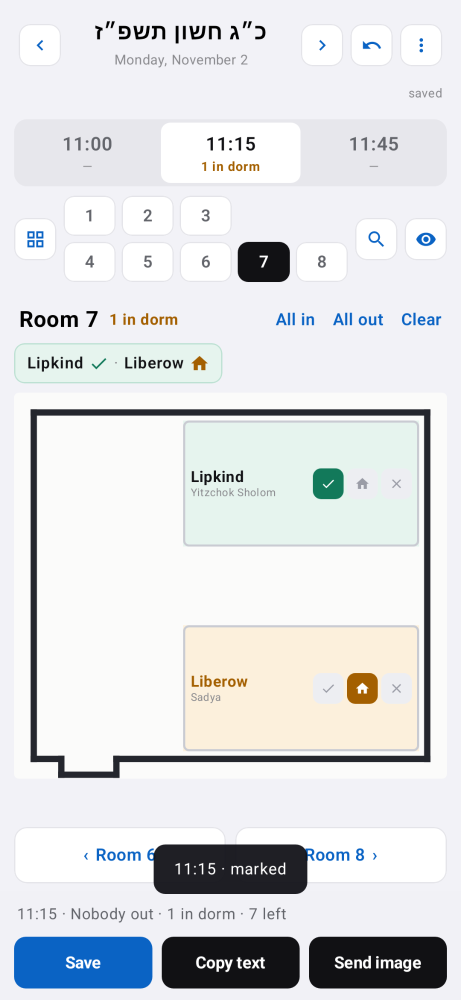 כ״ג חשון תשפ״ז
Monday, November 2
saved
11:00
—
11:15
1 in dorm
11:45
—
1 2 3
4 5 6 7 8
Room 7 1 in dorm All in All out Clear
Lipkind · Liberow
Lipkind
Yitzchok Sholom
Liberow
Sadya
‹ Room 6
Room 8 ›
11:15 · marked
11:15 · Nobody out · 1 in dorm · 7 left
Save Copy text Send image